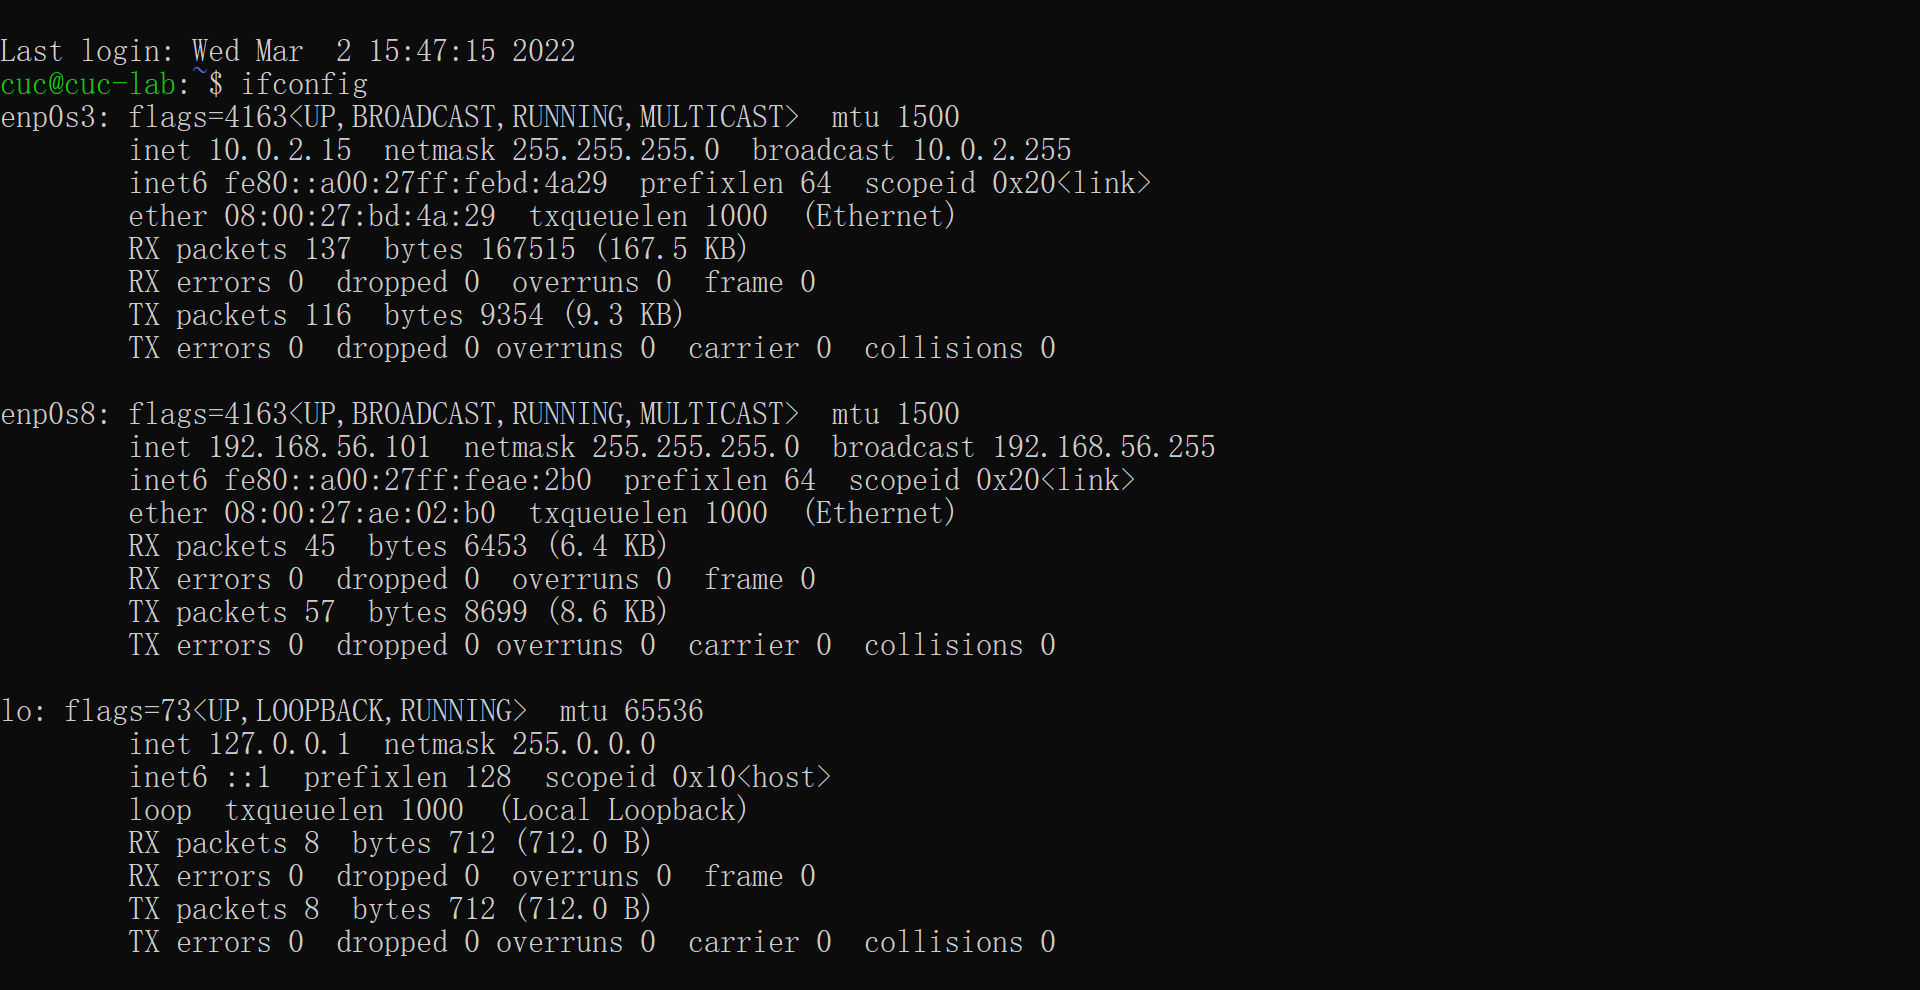 Last login: Wed Mar  2 15:47:15 2022
cuc@cuc-lab:~$ ifconfig
enp0s3: flags=4163<UP,BROADCAST,RUNNING,MULTICAST>  mtu 1500
        inet 10.0.2.15  netmask 255.255.255.0  broadcast 10.0.2.255
        inet6 fe80::a00:27ff:febd:4a29  prefixlen 64  scopeid 0x20<link>
        ether 08:00:27:bd:4a:29  txqueuelen 1000  (Ethernet)
        RX packets 137  bytes 167515 (167.5 KB)
        RX errors 0  dropped 0  overruns 0  frame 0
        TX packets 116  bytes 9354 (9.3 KB)
        TX errors 0  dropped 0 overruns 0  carrier 0  collisions 0

enp0s8: flags=4163<UP,BROADCAST,RUNNING,MULTICAST>  mtu 1500
        inet 192.168.56.101  netmask 255.255.255.0  broadcast 192.168.56.255
        inet6 fe80::a00:27ff:feae:2b0  prefixlen 64  scopeid 0x20<link>
        ether 08:00:27:ae:02:b0  txqueuelen 1000  (Ethernet)
        RX packets 45  bytes 6453 (6.4 KB)
        RX errors 0  dropped 0  overruns 0  frame 0
        TX packets 57  bytes 8699 (8.6 KB)
        TX errors 0  dropped 0 overruns 0  carrier 0  collisions 0

lo: flags=73<UP,LOOPBACK,RUNNING>  mtu 65536
        inet 127.0.0.1  netmask 255.0.0.0
        inet6 ::1  prefixlen 128  scopeid 0x10<host>
        loop  txqueuelen 1000  (Local Loopback)
        RX packets 8  bytes 712 (712.0 B)
        RX errors 0  dropped 0  overruns 0  frame 0
        TX packets 8  bytes 712 (712.0 B)
        TX errors 0  dropped 0 overruns 0  carrier 0  collisions 0